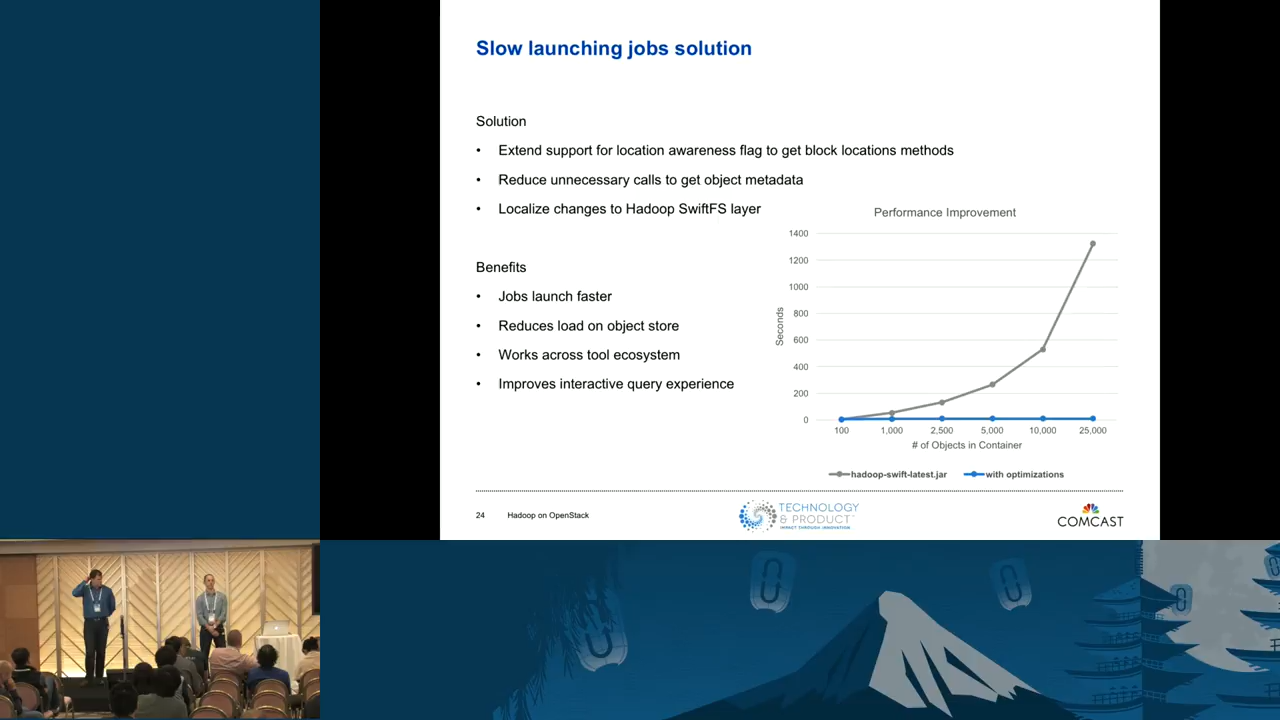 Slow launching jobs solution
Solution
• Extend support for location awareness flag to get block locations methods
• Reduce unnecessary calls to get object metadata
• Localize changes to Hadoop SwiftFS layer
Benefits
• Jobs launch faster
• Reduces load on object store
• Works across tool ecosystem
• Improves interactive query experience
Performance Improvement
Seconds
1400
1200
1000
800
600
400
200
0
100 1,000 2,500 5,000 10,000 25,000
# of Objects in Container
hadoop-swift-latest.jar with optimizations
24 Hadoop on OpenStack
TECHNOLOGY
& PRODUCT
IMPACT THROUGH INNOVATION
COMCAST